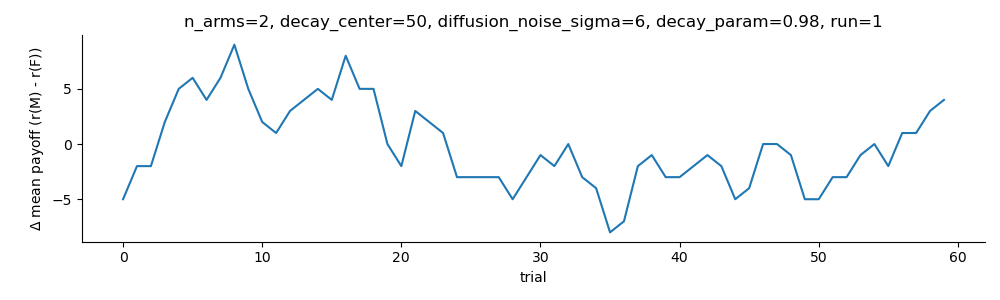 n_arms=2, decay_center=50, diffusion_noise_sigma=6, decay_param=0.98, run=1
Δ mean payoff (r(M) - r(F))
5
0
−5
0 10 20 30 40 50 60
trial